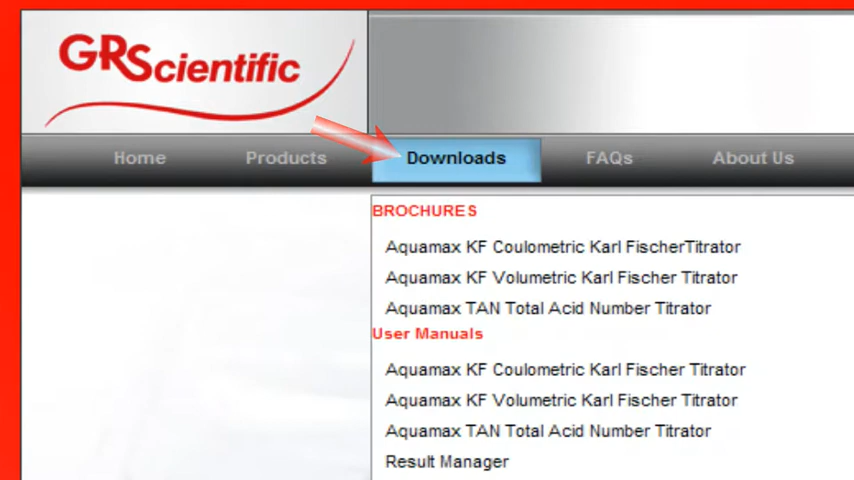 GRScientific
Home Products Downloads FAQs About Us
BROCHURES
Aquamax KF Coulometric Karl FischerTitrator
Aquamax KF Volumetric Karl Fischer Titrator
Aquamax TAN Total Acid Number Titrator
User Manuals
Aquamax KF Coulometric Karl Fischer Titrator
Aquamax KF Volumetric Karl Fischer Titrator
Aquamax TAN Total Acid Number Titrator
Result Manager